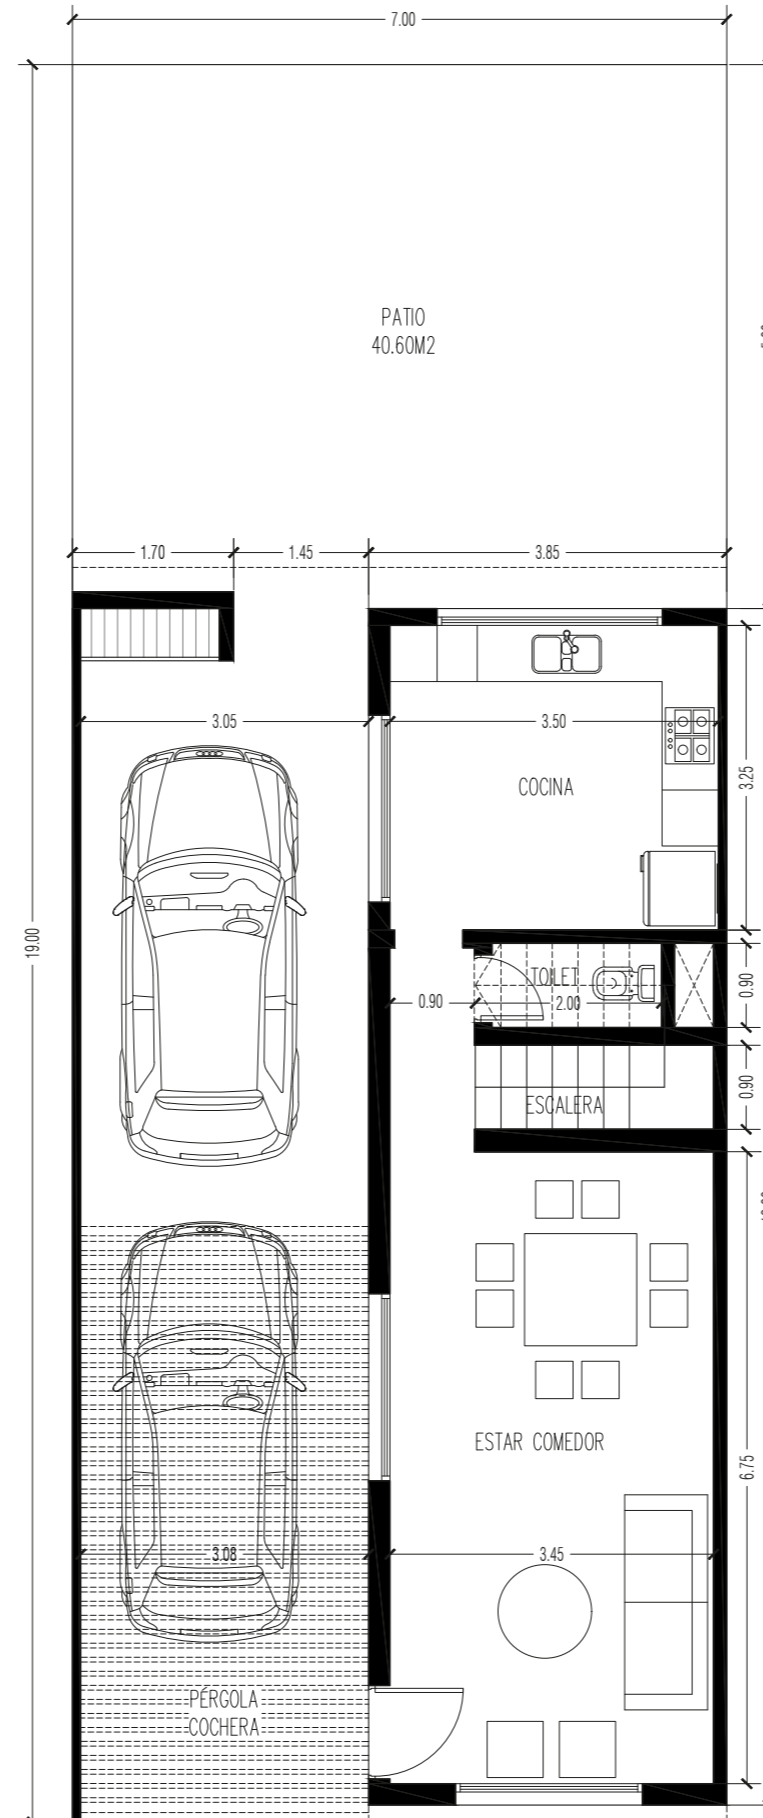 7.00
PATIO
40.60M2
1.70
1.45
3.85
3.05
3.50
COCINA
3.25
19.00
TOILET
0.90
2.00
0.90
ESCALERA
0.90
ESTAR COMEDOR
6.75
3.08
3.45
PÉRGOLA
COCHERA